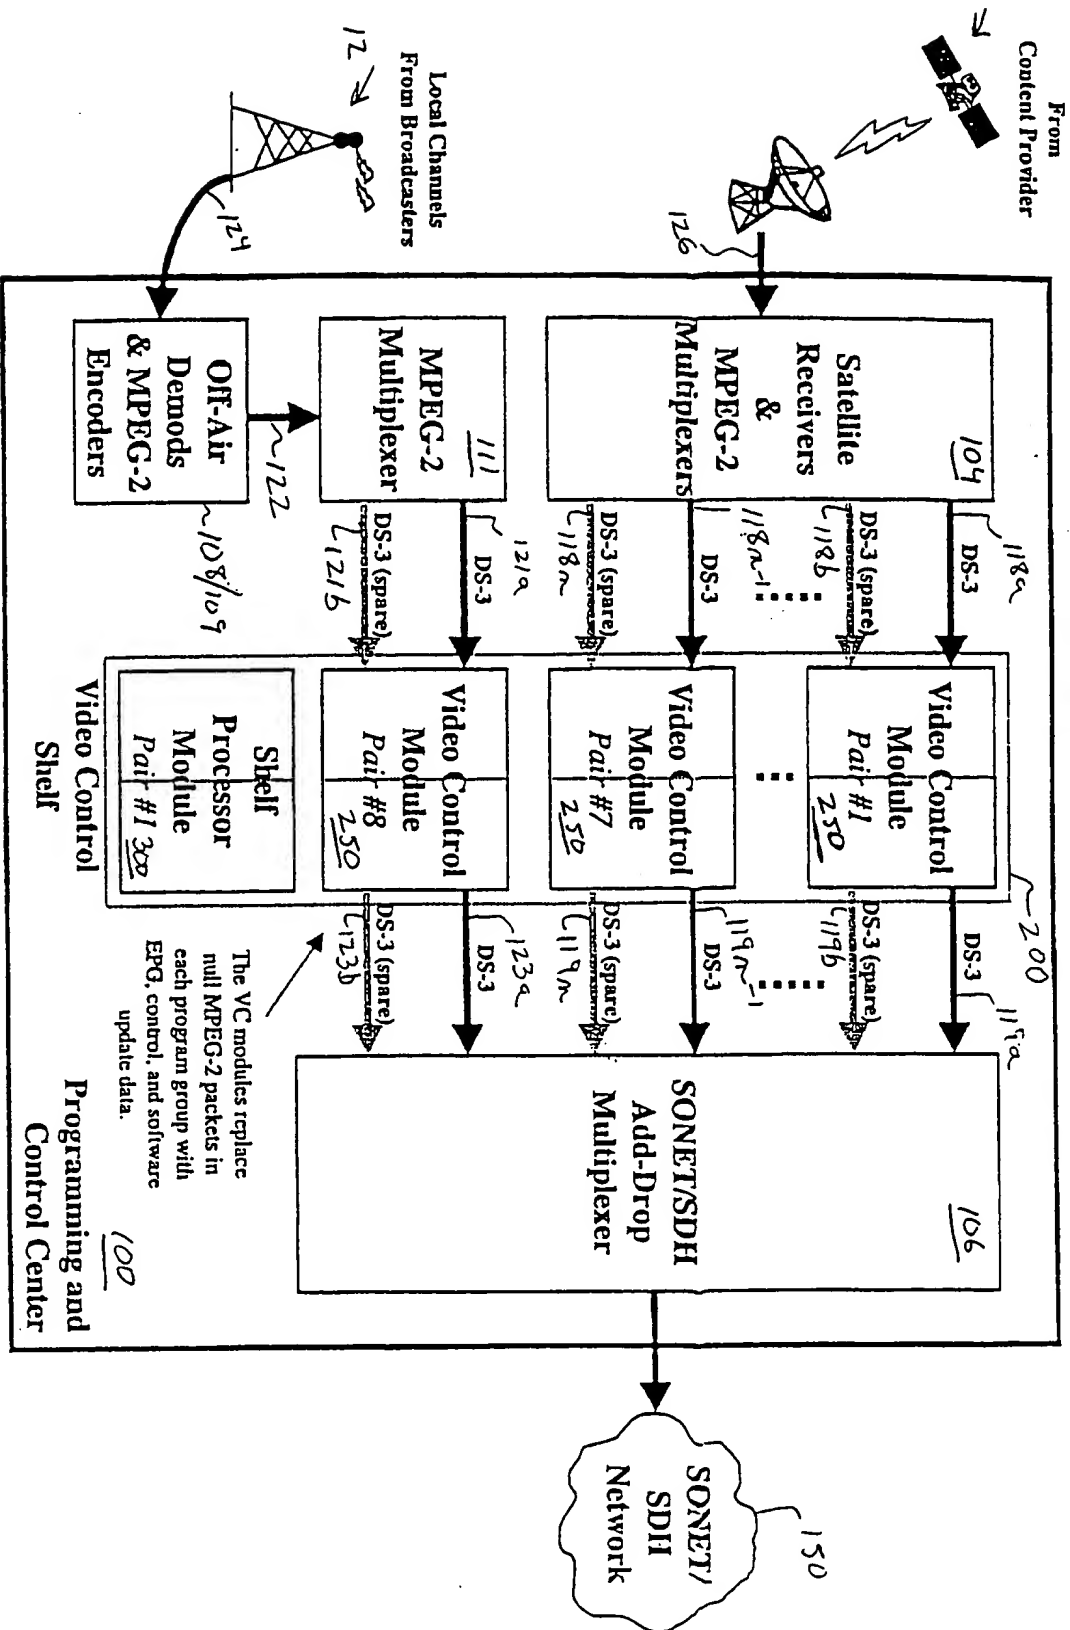 From
Content Provider
Local Channels
From Broadcasters
12
126
124
Satellite
Receivers
&
MPEG-2
Multiplexers
104
MPEG-2
Multiplexer
111
Off-Air
Demods
& MPEG-2
Encoders
122
108/109
118a
DS-3
DS-3 (spare)
118b
118n-1
DS-3
DS-3 (spare)
118n
121a
DS-3
DS-3 (spare)
121b
Video Control
Module
Pair #1
250
Video Control
Module
Pair #7
250
Video Control
Module
Pair #8
250
Shelf
Processor
Module
Pair #1 300
Video Control
Shelf
200
DS-3
119a
DS-3 (spare)
119b
119n-1
DS-3
DS-3 (spare)
119n
123a
DS-3
DS-3 (spare)
123b
The VC modules replace
null MPEG-2 packets in
each program group with
EPG, control, and software
update data.
SONET/SDH
Add-Drop
Multiplexer
106
Programming and
Control Center
100
SONET/
SDH
Network
150